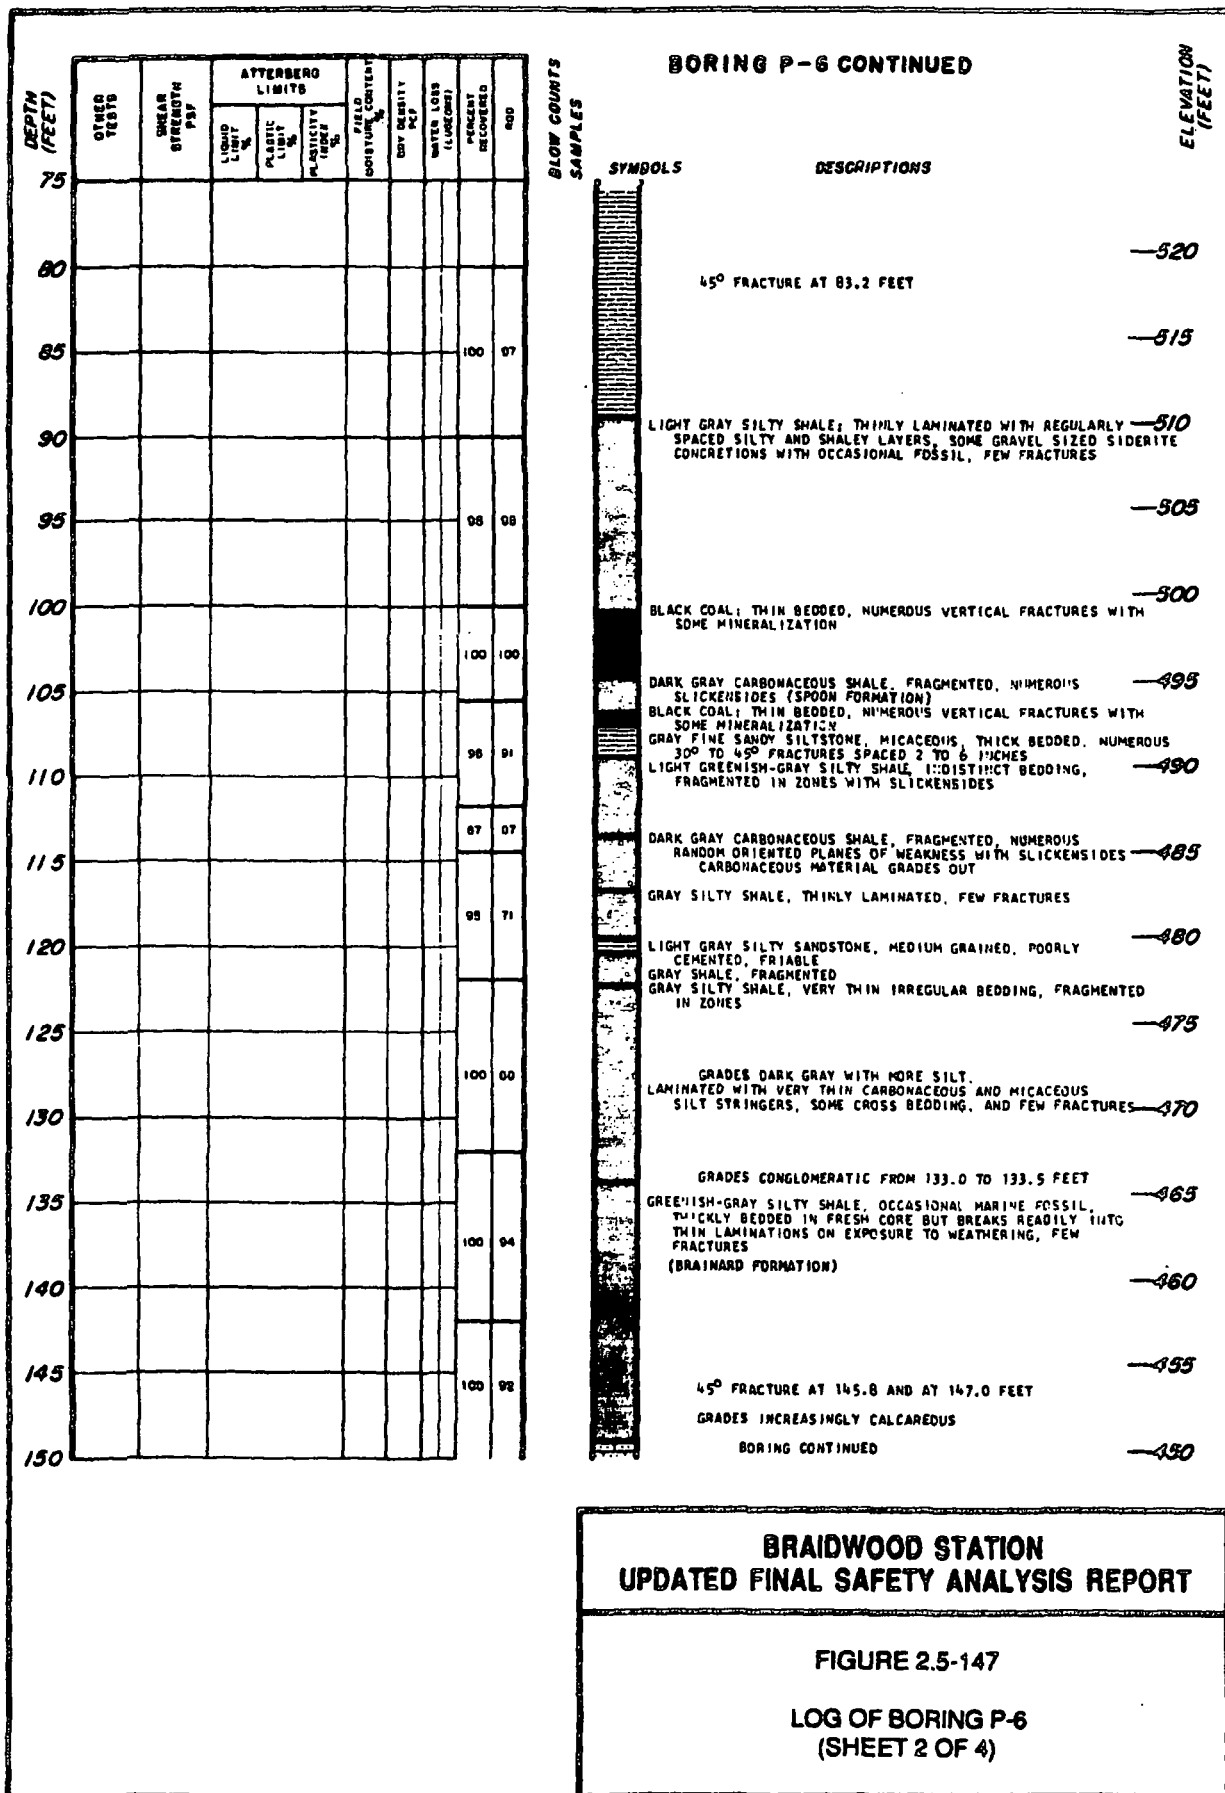 BORING P-6 CONTINUED
DEPTH
(FEET)
OTHER
TESTS
SHEAR
STRENGTH
PSF
ATTERBERG
LIMITS
LIQUID
LIMIT
%
PLASTIC
LIMIT
%
PLASTICITY
INDEX
%
FIELD
MOISTURE CONTENT
%
DRY DENSITY
PCF
WATER LOSS
(LUGEONS)
PERCENT
RECOVERED
RQD
BLOW COUNTS
SAMPLES
SYMBOLS
DESCRIPTIONS
ELEVATION
(FEET)
75
520
80
45° FRACTURE AT 83.2 FEET
515
85
100 97
LIGHT GRAY SILTY SHALE; THINLY LAMINATED WITH REGULARLY 510
SPACED SILTY AND SHALEY LAYERS, SOME GRAVEL SIZED SIDERITE
CONCRETIONS WITH OCCASIONAL FOSSIL, FEW FRACTURES
90
505
95
98 98
500
100
BLACK COAL; THIN BEDDED, NUMEROUS VERTICAL FRACTURES WITH
SOME MINERALIZATION
100 100
DARK GRAY CARBONACEOUS SHALE, FRAGMENTED, NUMEROUS 495
SLICKENSIDES (SPOON FORMATION)
105
BLACK COAL; THIN BEDDED, NUMEROUS VERTICAL FRACTURES WITH
SOME MINERALIZATION
GRAY FINE SANDY SILTSTONE, MICACEOUS, THICK BEDDED, NUMEROUS
30° TO 45° FRACTURES SPACED 2 TO 6 INCHES
91
LIGHT GREENISH-GRAY SILTY SHALE, INDISTINCT BEDDING, 490
FRAGMENTED IN ZONES WITH SLICKENSIDES
110
DARK GRAY CARBONACEOUS SHALE, FRAGMENTED, NUMEROUS
RANDOM ORIENTED PLANES OF WEAKNESS WITH SLICKENSIDES 485
CARBONACEOUS MATERIAL GRADES OUT
115
GRAY SILTY SHALE, THINLY LAMINATED, FEW FRACTURES
71
480
LIGHT GRAY SILTY SANDSTONE, MEDIUM GRAINED, POORLY
CEMENTED, FRIABLE
120
GRAY SHALE, FRAGMENTED
GRAY SILTY SHALE, VERY THIN IRREGULAR BEDDING, FRAGMENTED
IN ZONES
475
125
GRADES DARK GRAY WITH MORE SILT.
100
LAMINATED WITH VERY THIN CARBONACEOUS AND MICACEOUS
SILT STRINGERS, SOME CROSS BEDDING, AND FEW FRACTURES 470
130
GRADES CONGLOMERATIC FROM 133.0 TO 133.5 FEET
465
135
GREENISH-GRAY SILTY SHALE, OCCASIONAL MARINE FOSSIL,
THICKLY BEDDED IN FRESH CORE BUT BREAKS READILY INTO
THIN LAMINATIONS ON EXPOSURE TO WEATHERING, FEW
FRACTURES
100 94
(BRAINARD FORMATION)
460
140
455
145
100 92
45° FRACTURE AT 145.8 AND AT 147.0 FEET
GRADES INCREASINGLY CALCAREOUS
BORING CONTINUED
450
150
BRAIDWOOD STATION
UPDATED FINAL SAFETY ANALYSIS REPORT
FIGURE 2.5-147
LOG OF BORING P-6
(SHEET 2 OF 4)